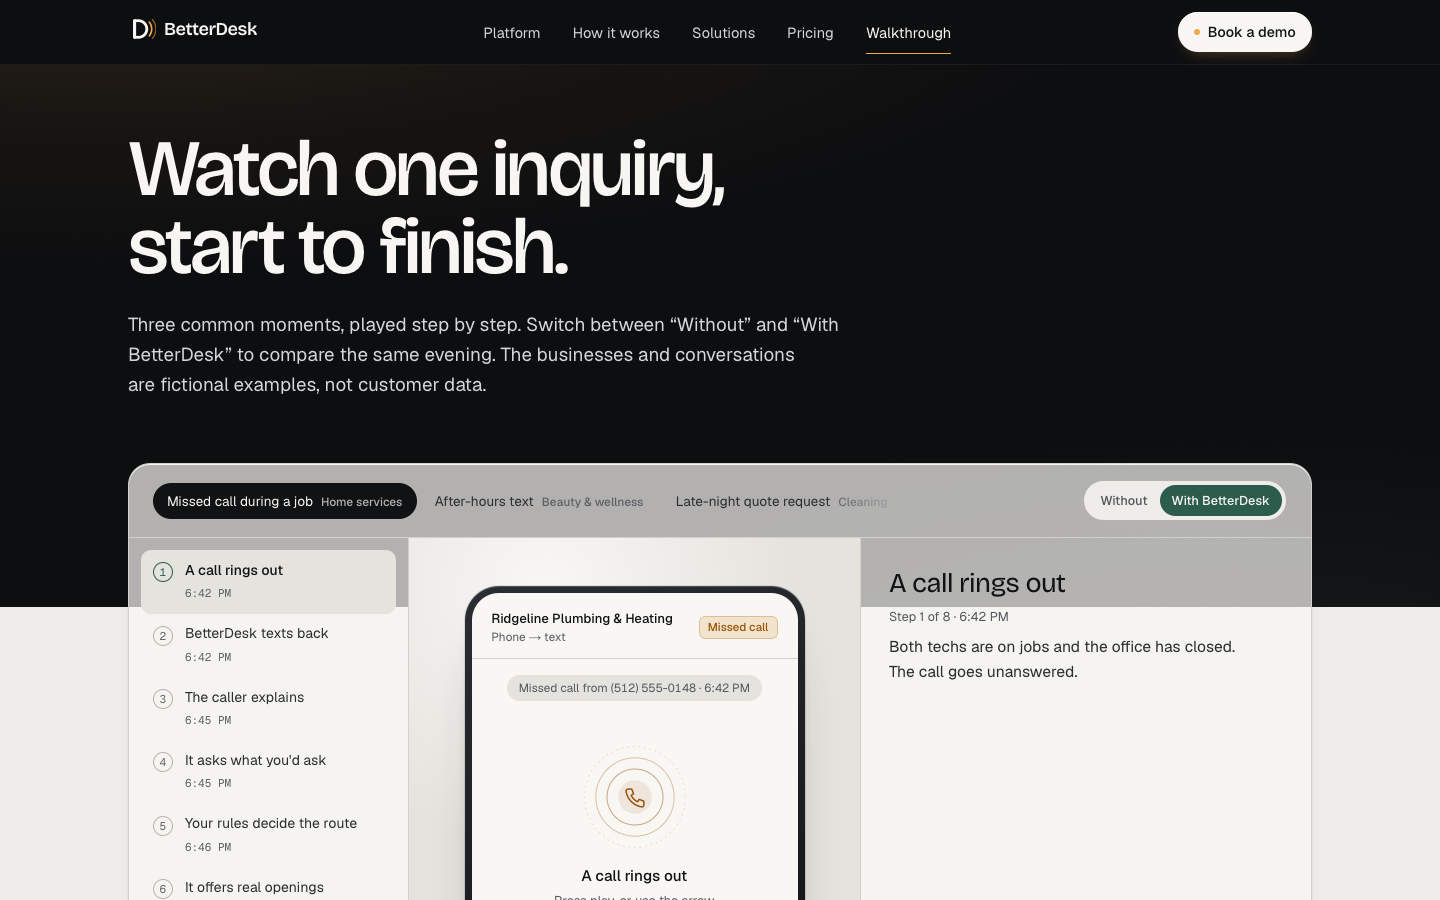 BetterDesk
Platform
How it works
Solutions
Pricing
Walkthrough
Book a demo
Watch one inquiry,
start to finish.
Three common moments, played step by step. Switch between “Without” and “With
BetterDesk” to compare the same evening. The businesses and conversations
are fictional examples, not customer data.
Missed call during a job Home services
After-hours text Beauty & wellness
Late-night quote request Cleaning
Without
With BetterDesk
1 A call rings out
6:42 PM
2 BetterDesk texts back
6:42 PM
3 The caller explains
6:45 PM
4 It asks what you'd ask
6:45 PM
5 Your rules decide the route
6:46 PM
6 It offers real openings
Ridgeline Plumbing & Heating
Phone → text
Missed call
Missed call from (512) 555-0148 · 6:42 PM
A call rings out
Press play, or use the arrow
A call rings out
Step 1 of 8 · 6:42 PM
Both techs are on jobs and the office has closed.
The call goes unanswered.